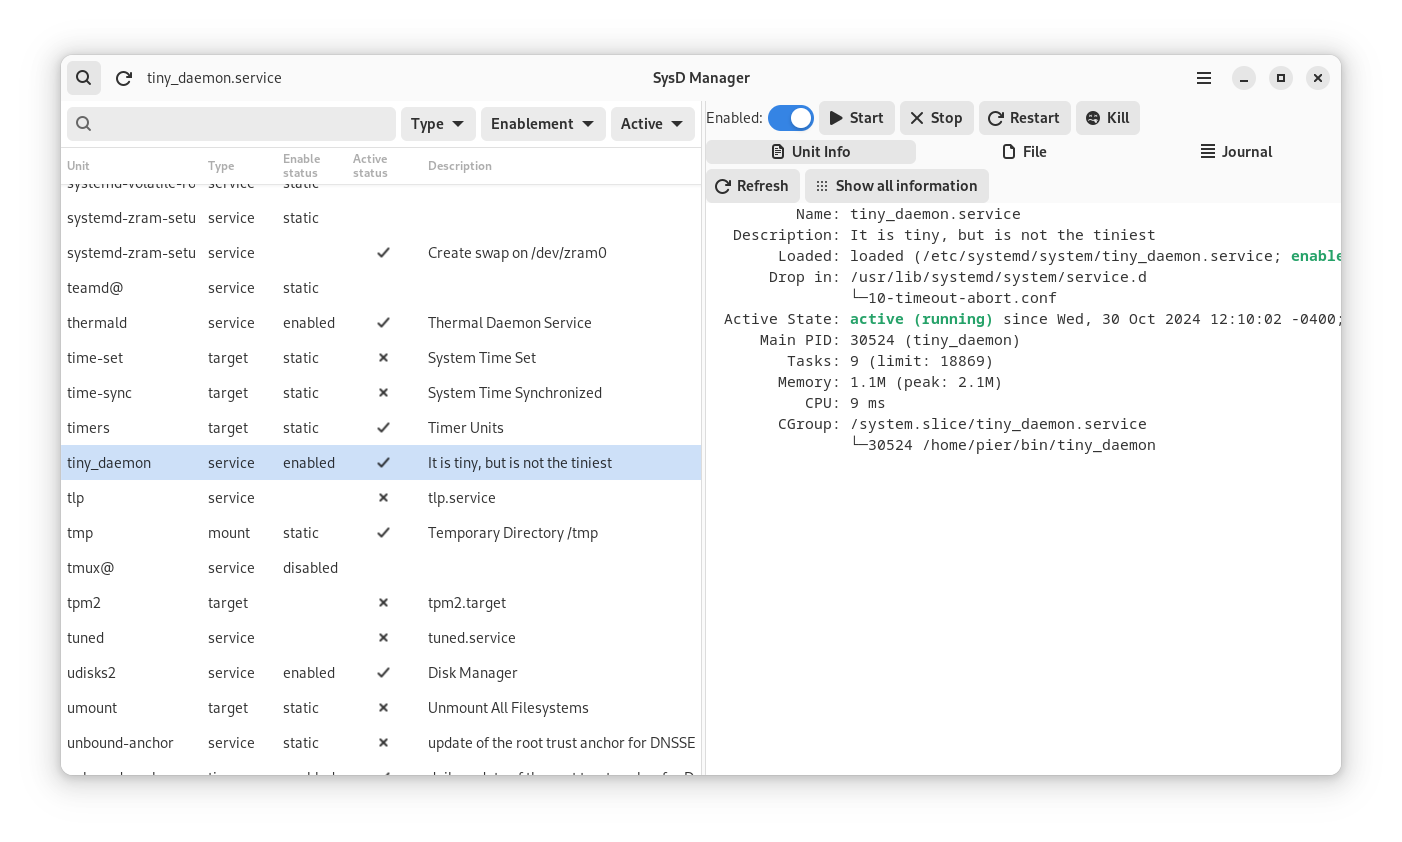 tiny_daemon.service
SysD Manager
Type
Enablement
Active
Unit Type Enable status Active status Description
service static
systemd-zram-setu service static
systemd-zram-setu service Create swap on /dev/zram0
teamd@ service static
thermald service enabled Thermal Daemon Service
time-set target static System Time Set
time-sync target static System Time Synchronized
timers target static Timer Units
tiny_daemon service enabled It is tiny, but is not the tiniest
tlp service tlp.service
tmp mount static Temporary Directory /tmp
tmux@ service disabled
tpm2 target tpm2.target
tuned service tuned.service
udisks2 service enabled Disk Manager
umount target static Unmount All Filesystems
unbound-anchor service static update of the root trust anchor for DNSSE
Enabled: Start Stop Restart Kill
Unit Info File Journal
Refresh Show all information
Name: tiny_daemon.service
Description: It is tiny, but is not the tiniest
Loaded: loaded (/etc/systemd/system/tiny_daemon.service; enable
Drop in: /usr/lib/systemd/system/service.d
└─10-timeout-abort.conf
Active State: active (running) since Wed, 30 Oct 2024 12:10:02 -0400;
Main PID: 30524 (tiny_daemon)
Tasks: 9 (limit: 18869)
Memory: 1.1M (peak: 2.1M)
CPU: 9 ms
CGroup: /system.slice/tiny_daemon.service
└─30524 /home/pier/bin/tiny_daemon